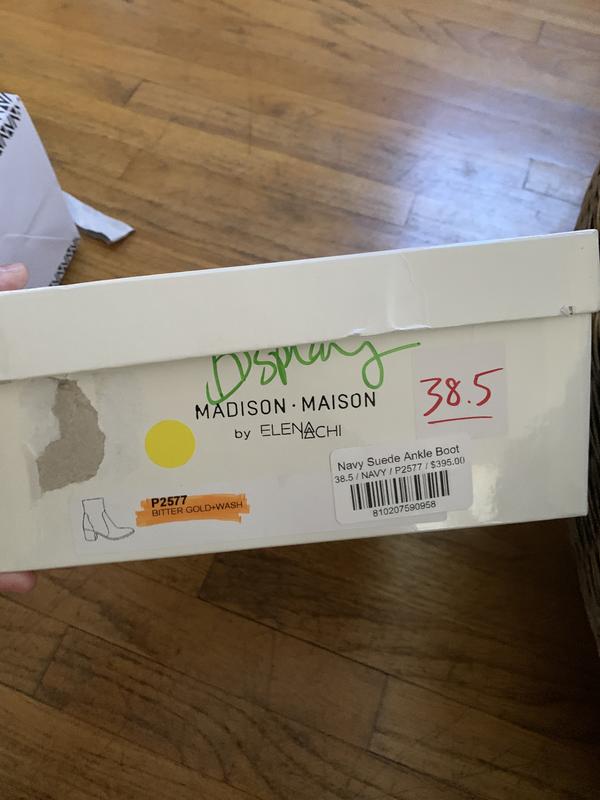 Display
MADISON · MAISON
by ELENA IACHI
38.5
Navy Suede Ankle Boot
38.5 / NAVY / P2577 / $395.00
810207590958
P2577
BITTER GOLD+WASH